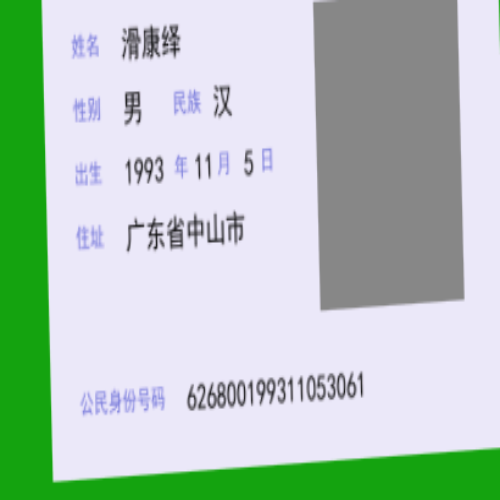 姓名 滑康绎
性别 男 民族 汉
出生 1993 年 11 月 5 日
住址 广东省中山市
公民身份号码 626800199311053061